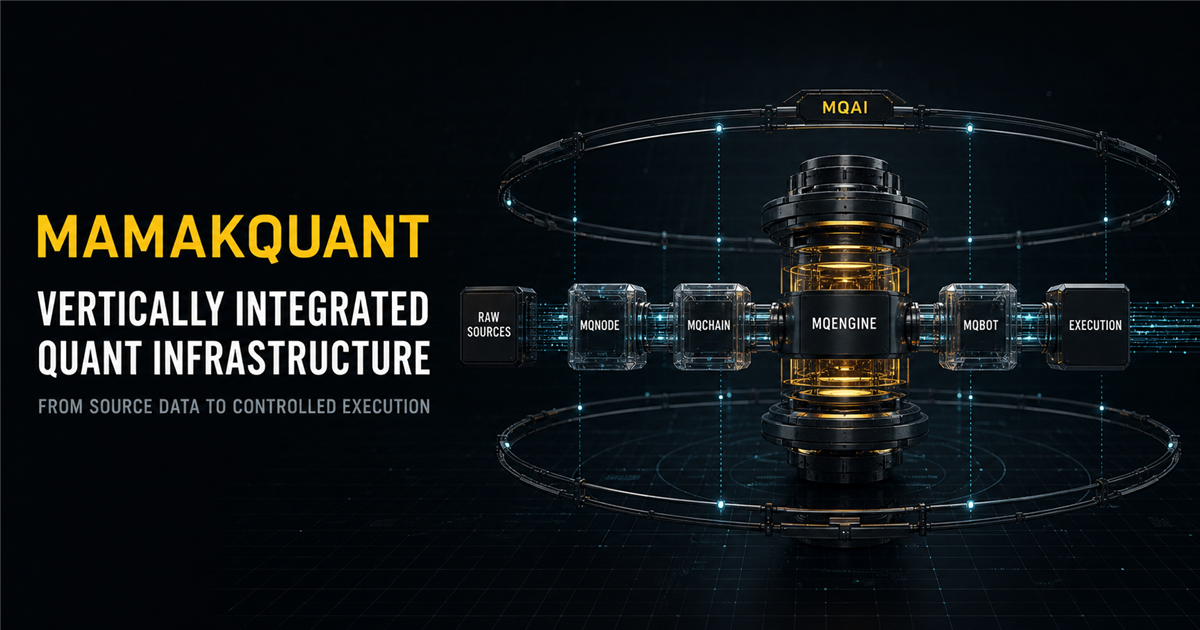 MAMAKQUANT
VERTICALLY INTEGRATED
QUANT INFRASTRUCTURE
FROM SOURCE DATA TO CONTROLLED EXECUTION
MQAI
RAW
SOURCES
MQNODE
MQCHAIN
MQENGINE
MQBOT
EXECUTION